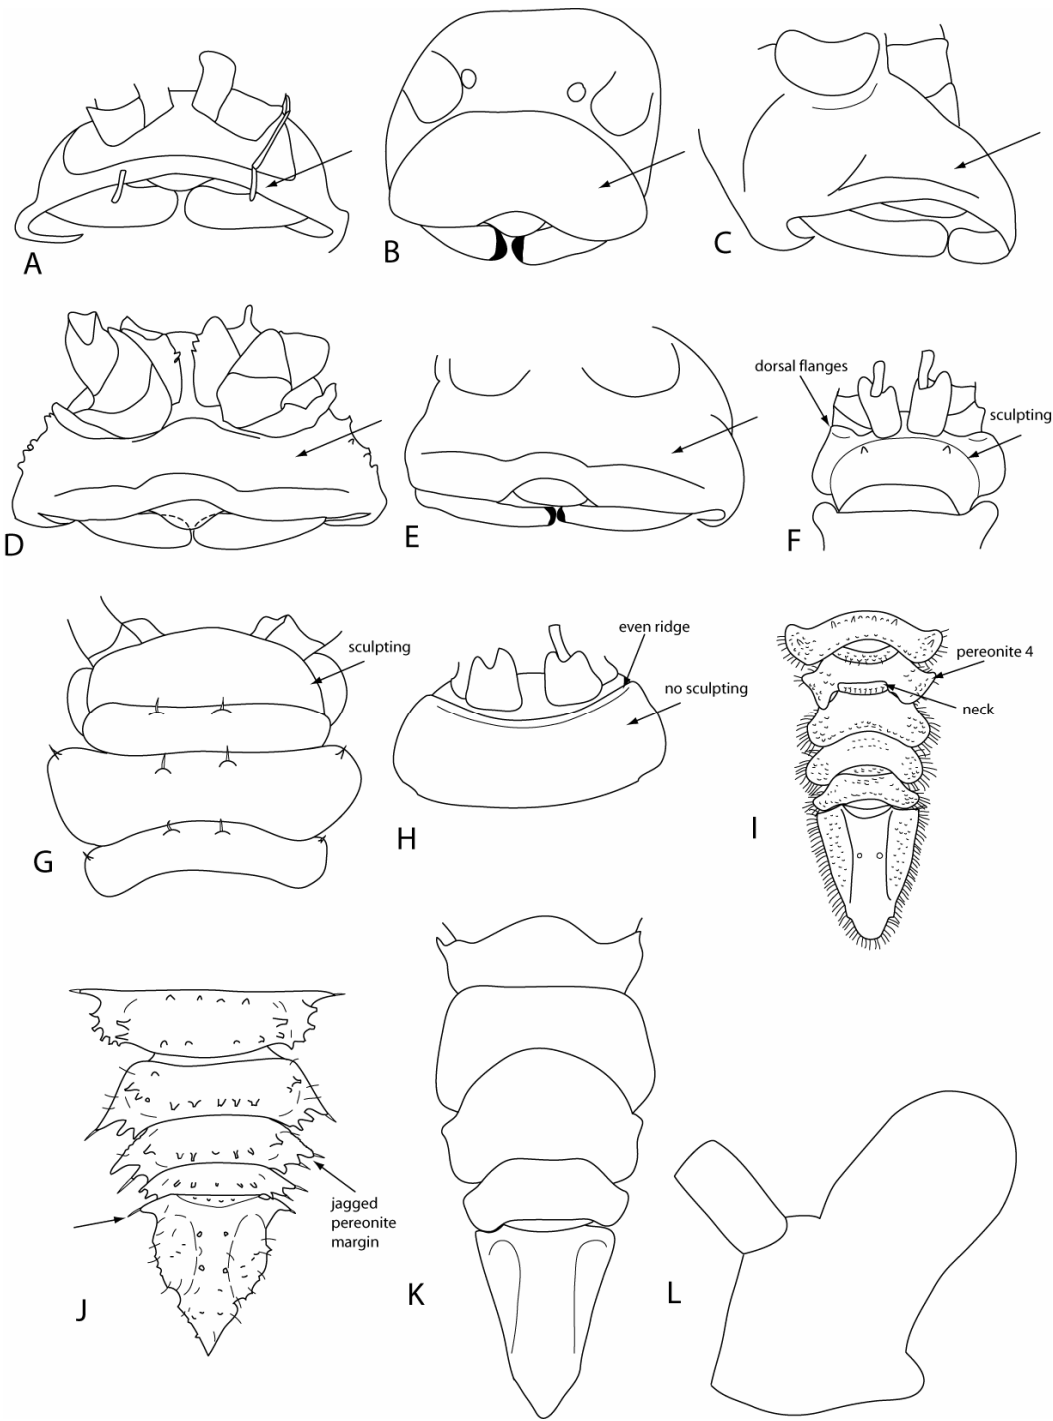 A
B
C
D
E
dorsal flanges
sculpting
F
sculpting
G
even ridge
no sculpting
H
pereonite 4
neck
I
jagged
pereonite
margin
J
K
L